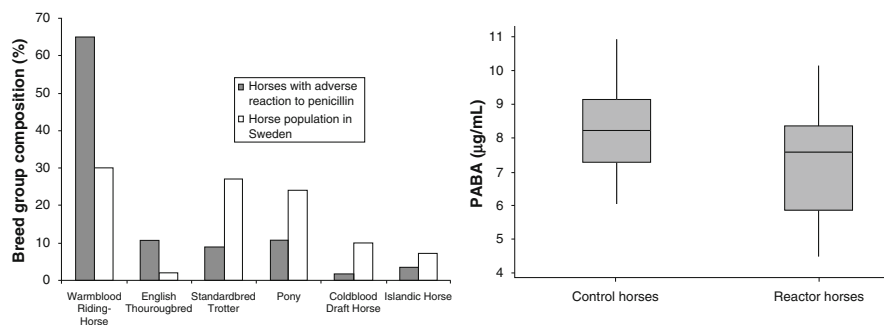 Breed group composition (%)
70
60
50
40
30
20
10
0
Horses with adverse
reaction to penicillin
Horse population in
Sweden
Warmblood
Riding-
Horse
English
Thourougbred
Standardbred
Trotter
Pony
Coldblood
Draft Horse
Islandic Horse
PABA (µg/mL)
11
10
9
8
7
6
5
4
Control horses
Reactor horses